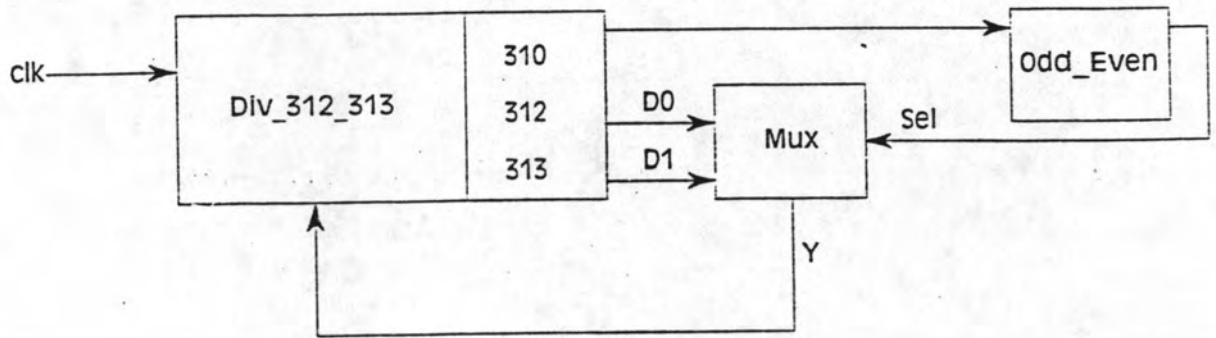 clk
Div_312_313
310
312
313
D0
D1
Mux
Sel
Odd_Even
Y